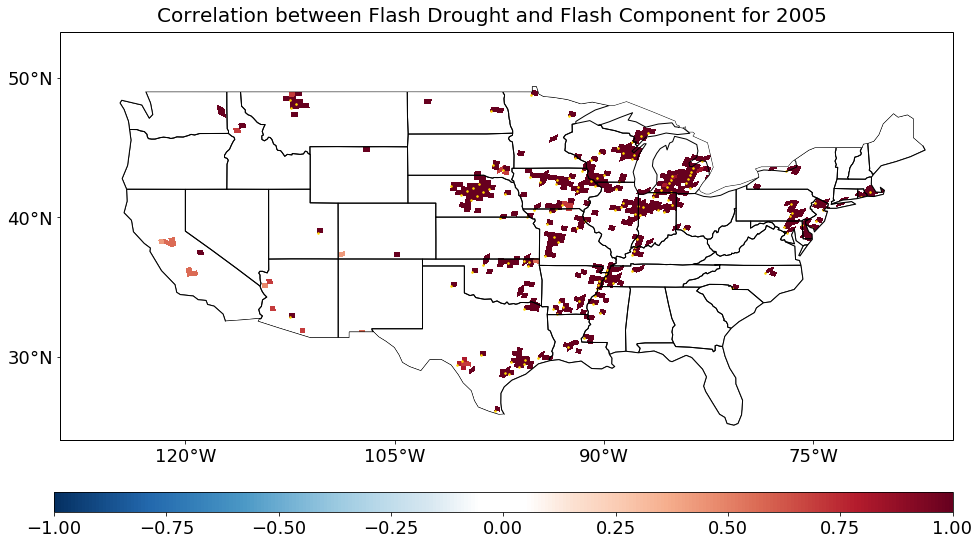 Correlation between Flash Drought and Flash Component for 2005
50°N
40°N
30°N
120°W 105°W 90°W 75°W
−1.00 −0.75 −0.50 −0.25 0.00 0.25 0.50 0.75 1.00